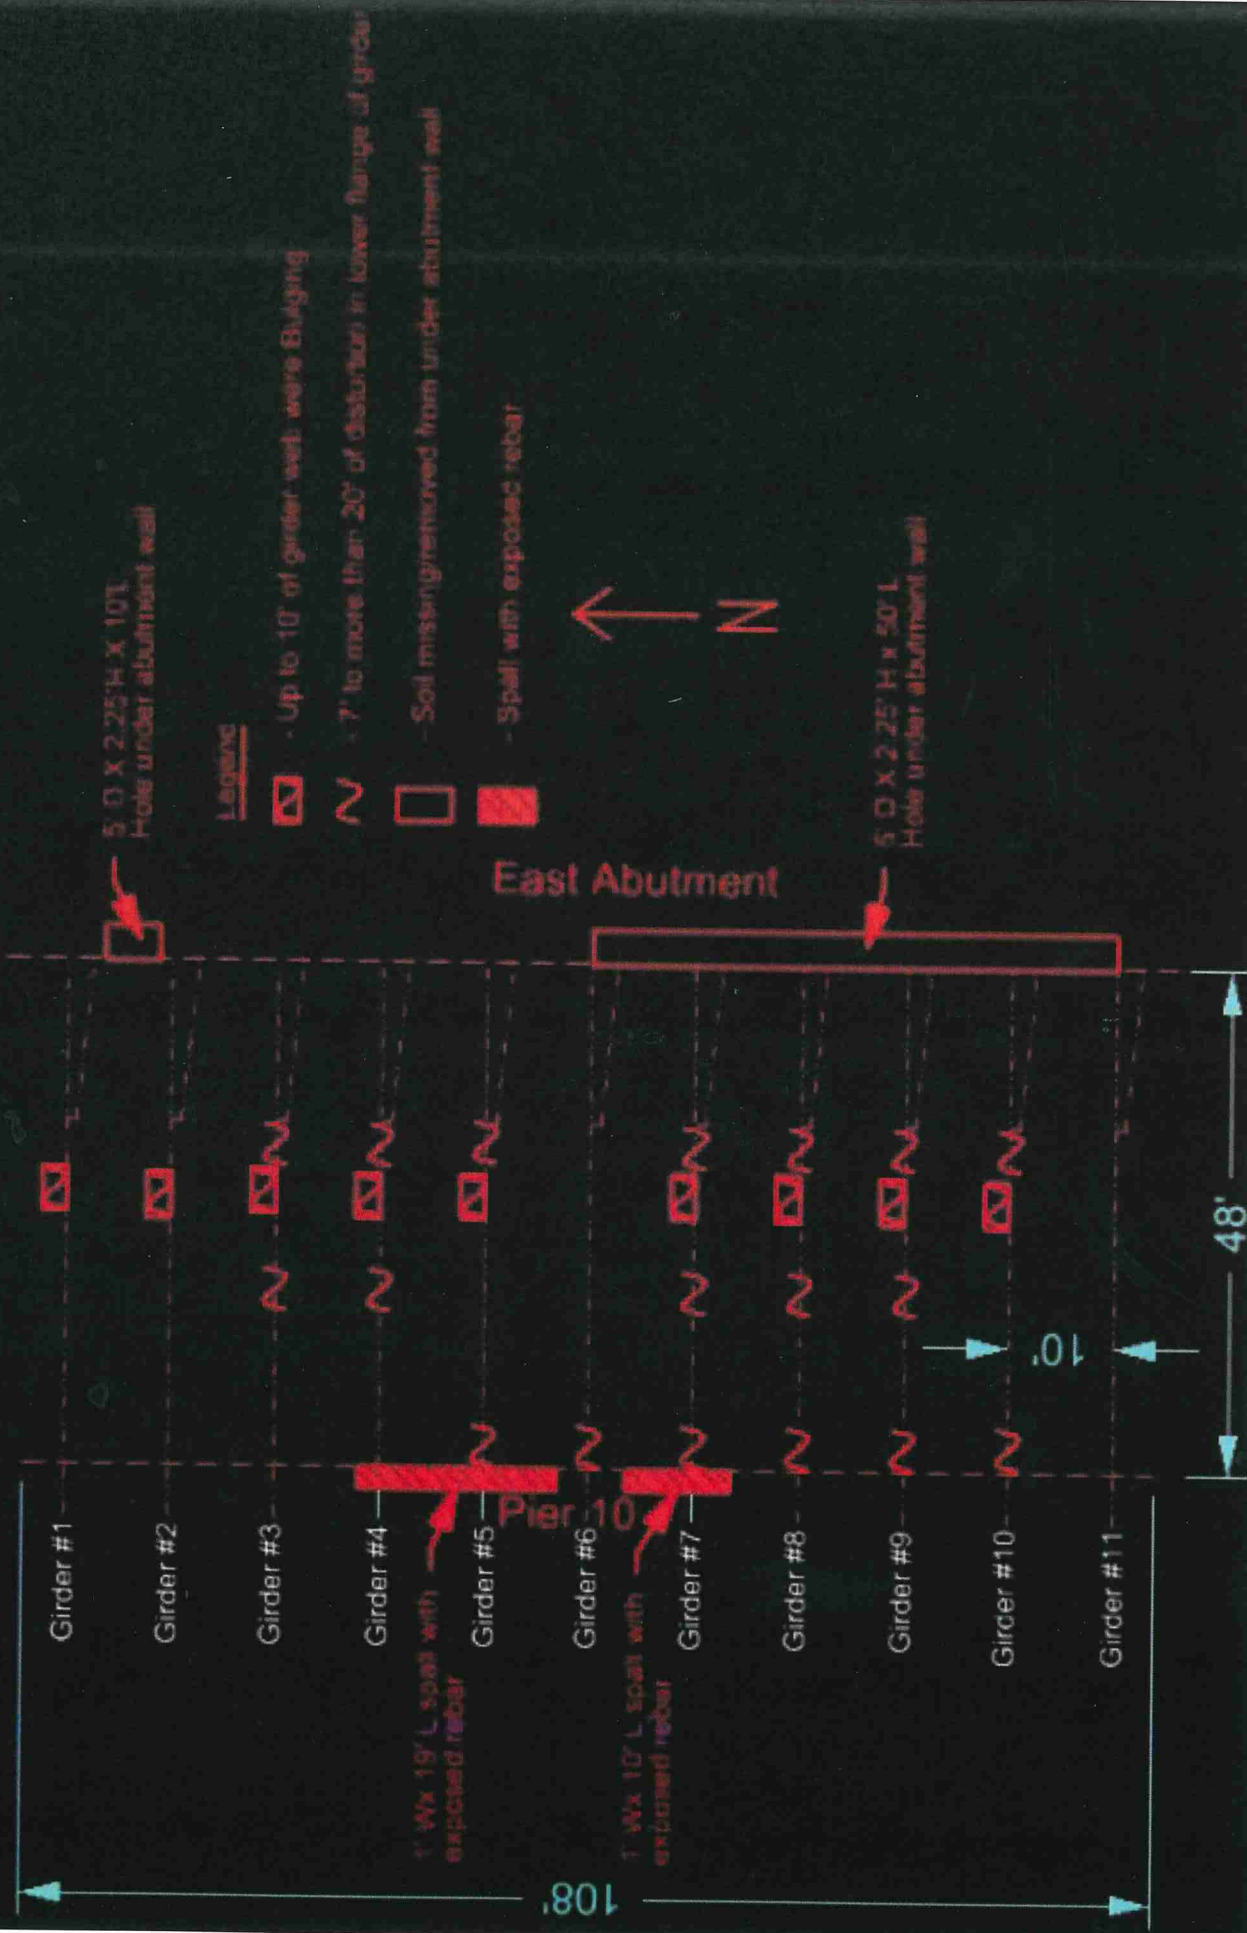 5' D X 2.25'H X 10'L
Hole under abutment wall
Legend
- Up to 10' of girder web were Bulging
- 7' to more than 20' of distortion in lower flange of girder
- Soil missing/removed from under abutment wall
- Spall with exposed rebar
N
East Abutment
5' D X 2.25' H x 50' L
Hole under abutment wall
Girder #1
Girder #2
Girder #3
Girder #4
Girder #5
Girder #6
Girder #7
Girder #8
Girder #9
Girder #10
Girder #11
Pier 10
1' Wx 19' L spall with
exposed rebar
1' Wx 10' L spall with
exposed rebar
10'
48'
108'